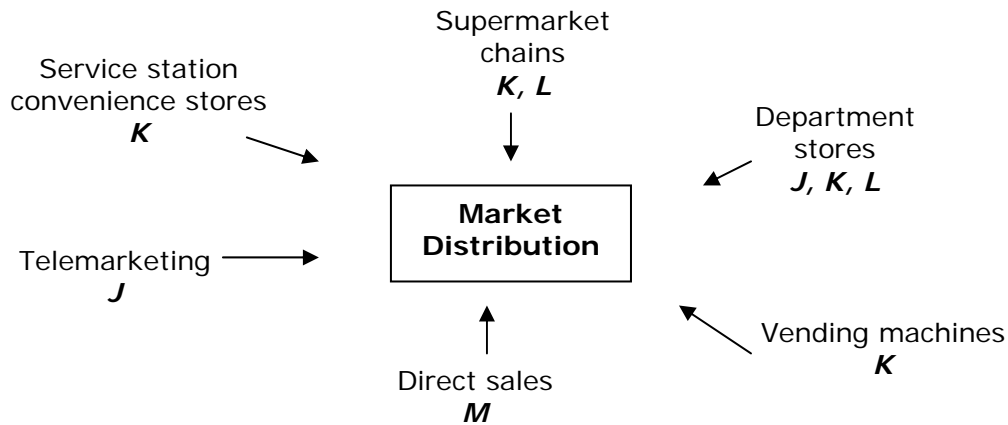 Supermarket
chains
K, L
Service station
convenience stores
K
Department
stores
J, K, L
Market
Distribution
Telemarketing
J
Vending machines
K
Direct sales
M